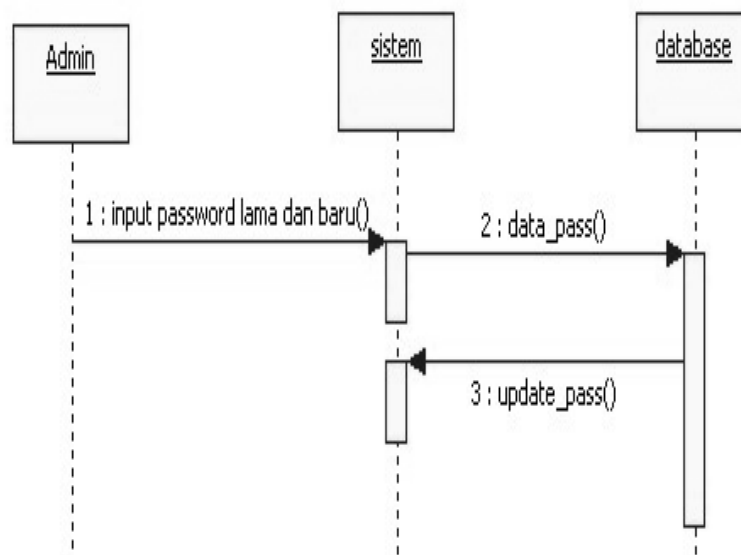 Admin
sistem
database
1 : input password lama dan baru()
2 : data_pass()
3 : update_pass()